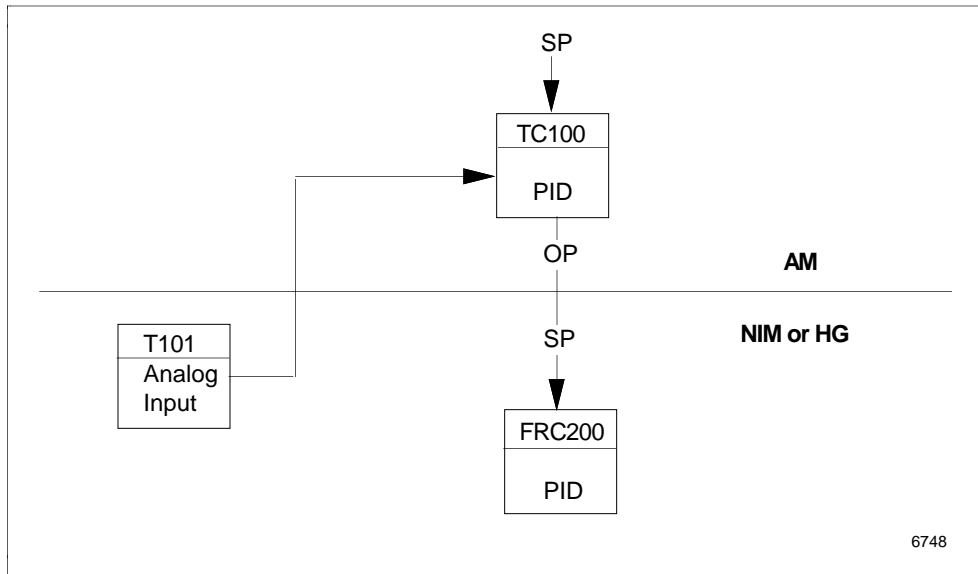 SP
TC100
PID
OP
AM
NIM or HG
T101
Analog
Input
SP
FRC200
PID
6748